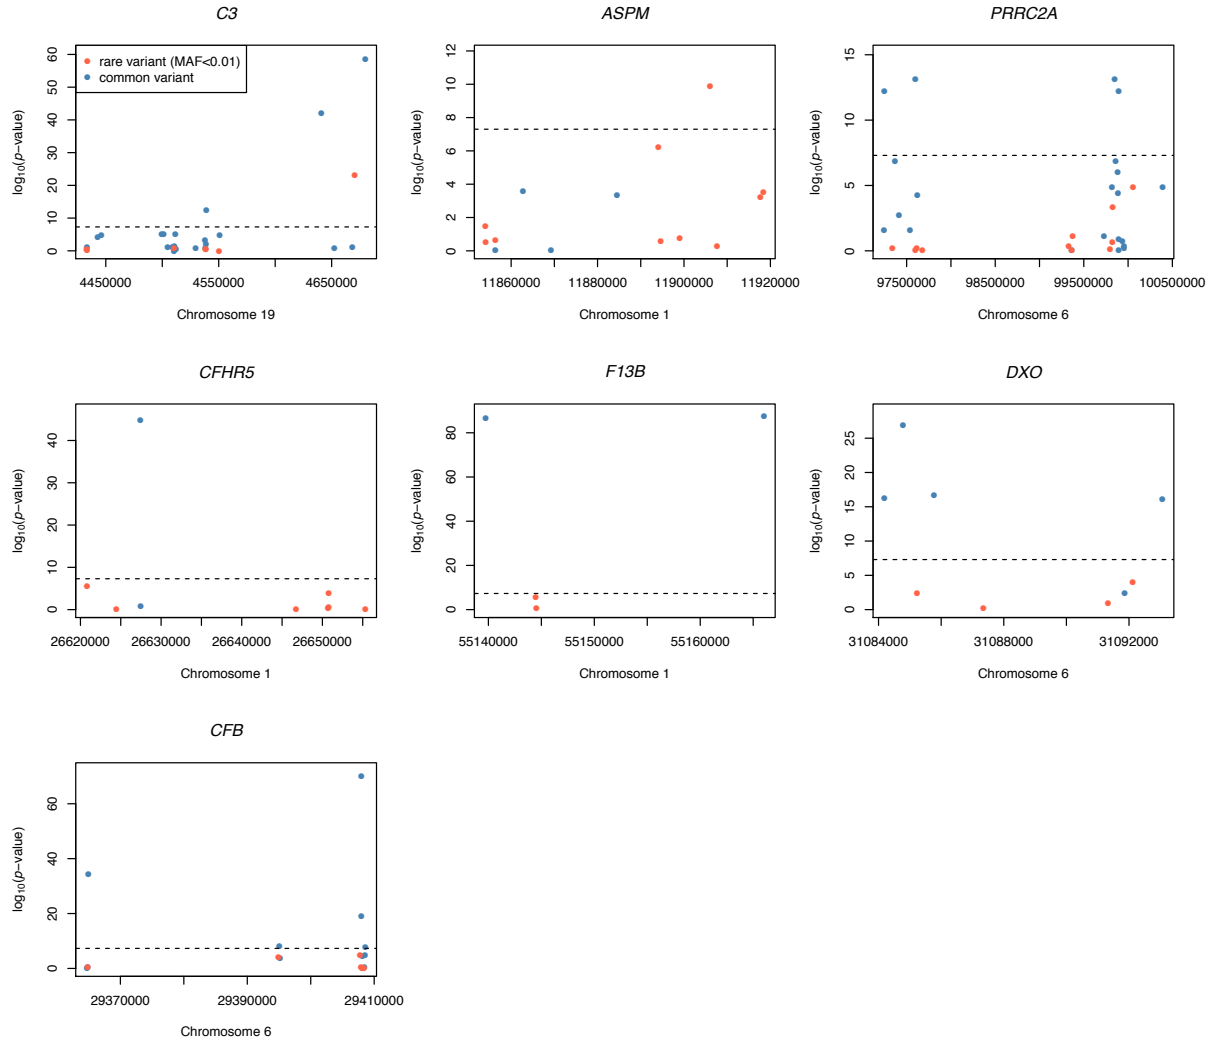 C3
60
50
40
30
20
10
0
log10(p−value)
rare variant (MAF<0.01)
common variant
4450000 4550000 4650000
Chromosome 19
ASPM
12
10
8
6
4
2
0
log10(p−value)
11860000 11880000 11900000 11920000
Chromosome 1
PRRC2A
15
10
5
0
log10(p−value)
97500000 98500000 99500000 100500000
Chromosome 6
CFHR5
40
30
20
10
0
log10(p−value)
26620000 26630000 26640000 26650000
Chromosome 1
F13B
80
60
40
20
0
log10(p−value)
55140000 55150000 55160000
Chromosome 1
DXO
25
20
15
10
5
0
log10(p−value)
31084000 31088000 31092000
Chromosome 6
CFB
60
40
20
0
log10(p−value)
29370000 29390000 29410000
Chromosome 6